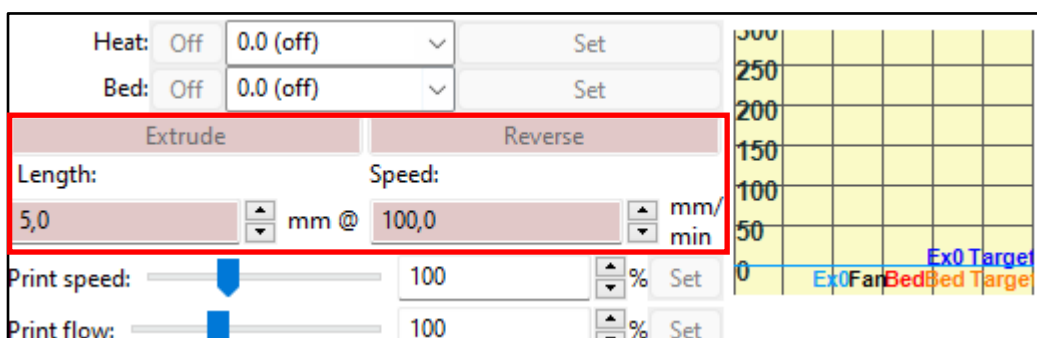 Heat: Off 0.0 (off) Set
Bed: Off 0.0 (off) Set
Extrude Reverse
Length: Speed:
5,0 mm @ 100,0 mm/
min
Print speed: 100 % Set
Print flow: 100 % Set
300
250
200
150
100
50
0
Ex0 Target
Ex0 Fan Bed Bed Target